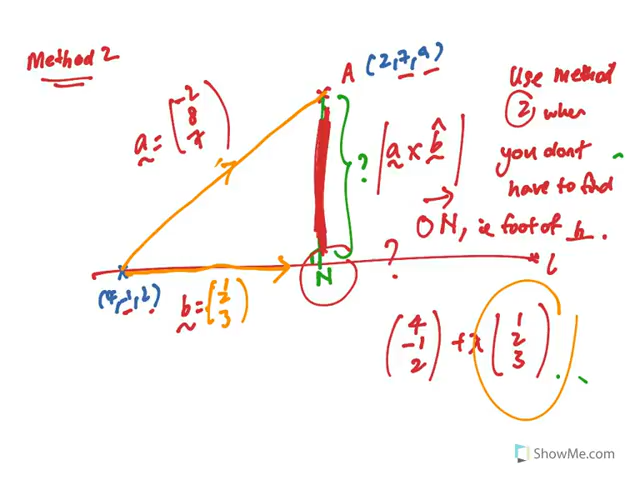 Method 2
A (2,7,9)
a = (-2 8 7)
|a x b̂|
?
use method
2, when
you don't
have to find
ON, ie foot of h.
?
N
l
(4,-1,2)
b = (1 2 3)
(4 -1 2) + λ (1 2 3)
ShowMe.com